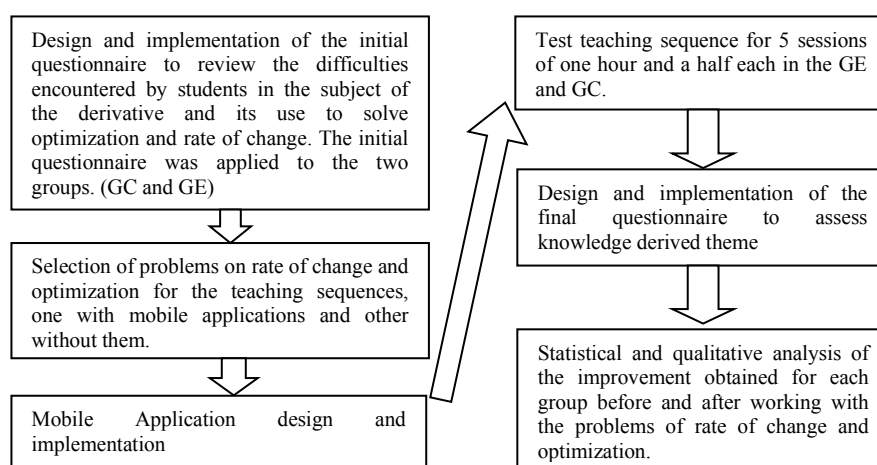 Design and implementation of the initial
questionnaire to review the difficulties
encountered by students in the subject of
the derivative and its use to solve
optimization and rate of change. The initial
questionnaire was applied to the two
groups. (GC and GE)
Selection of problems on rate of change and
optimization for the teaching sequences,
one with mobile applications and other
without them.
Mobile Application design and
implementation
Test teaching sequence for 5 sessions
of one hour and a half each in the GE
and GC.
Design and implementation of the
final questionnaire to assess
knowledge derived theme
Statistical and qualitative analysis of
the improvement obtained for each
group before and after working with
the problems of rate of change and
optimization.